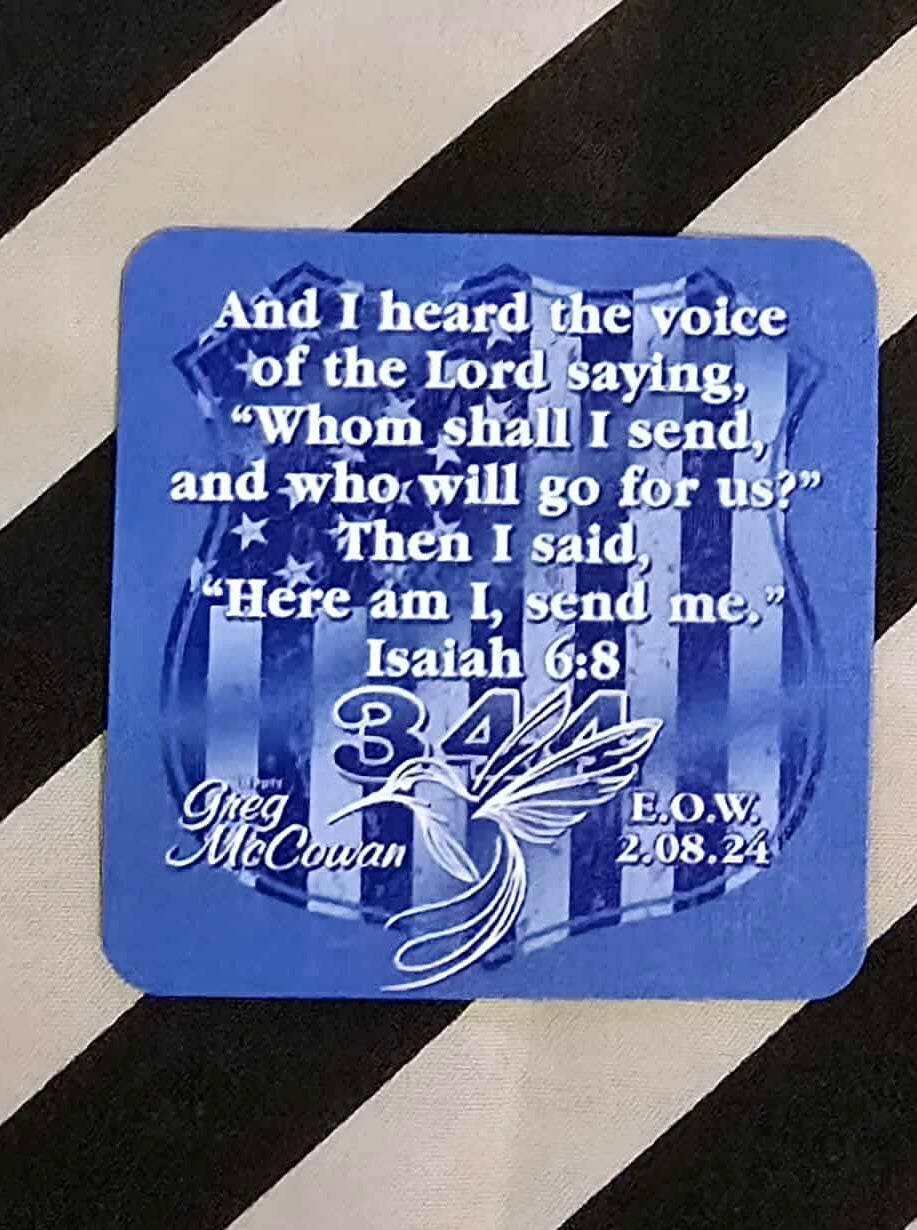 And I heard the voice
of the Lord saying,
“Whom shall I send,
and who will go for us?”
Then I said,
“Here am I, send me.”
Isaiah 6:8
344
Greg
McCowan
E.O.W.
2.08.24